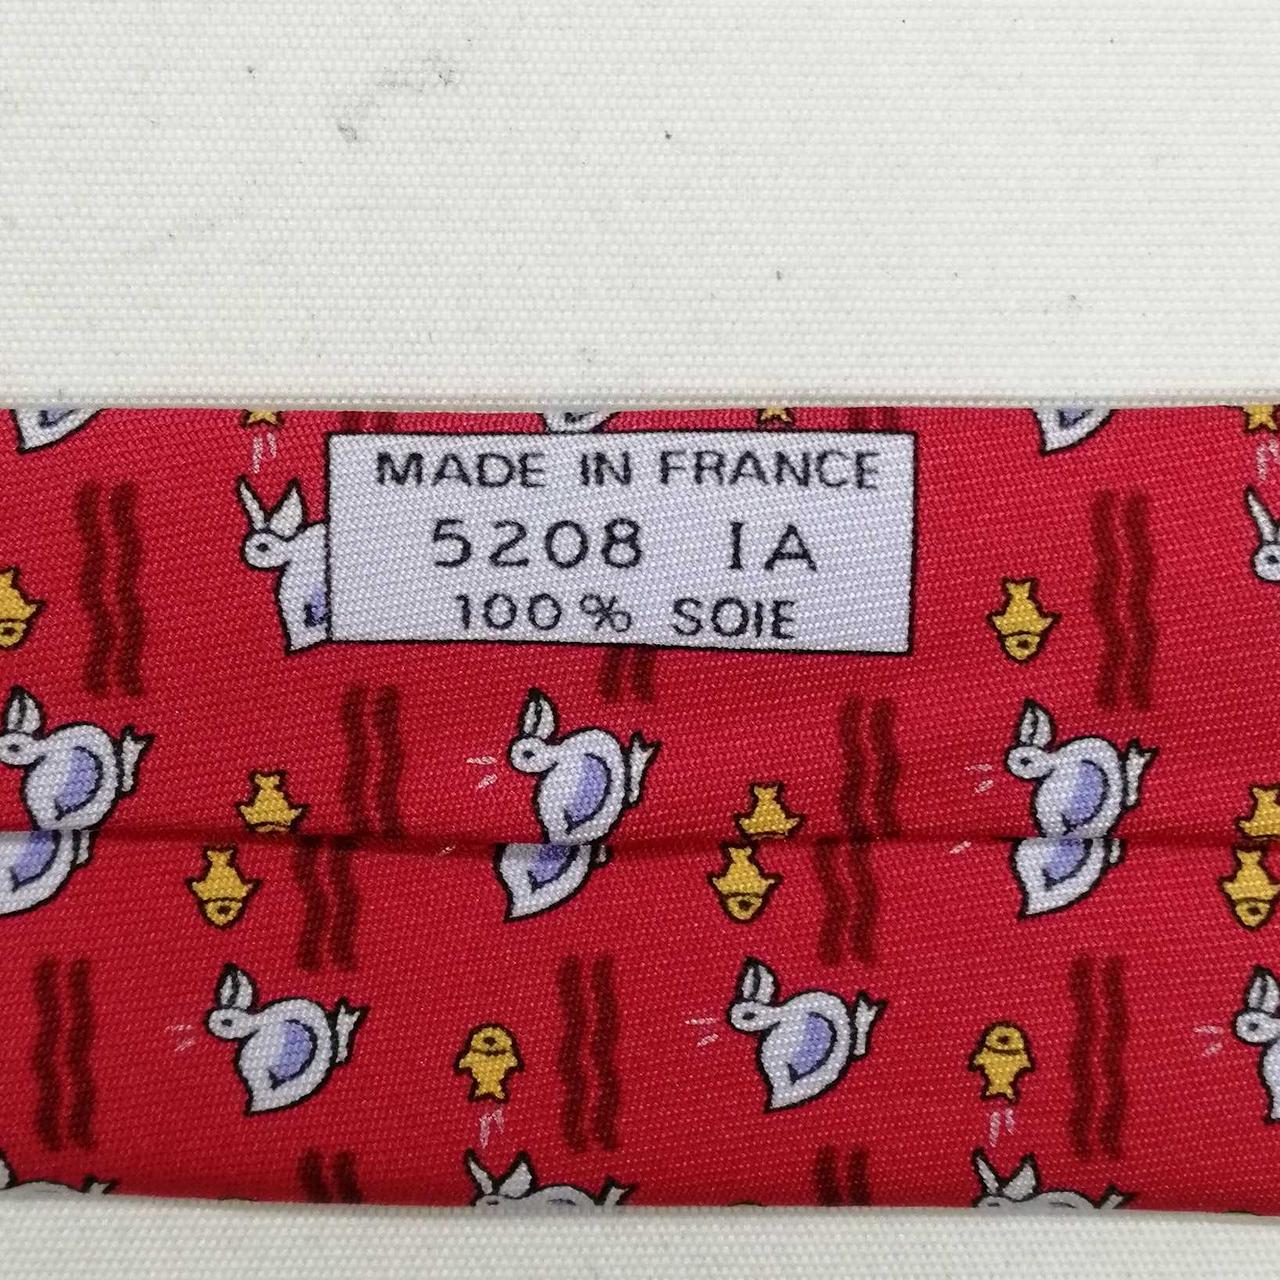 MADE IN FRANCE
5208 IA
100% SOIE